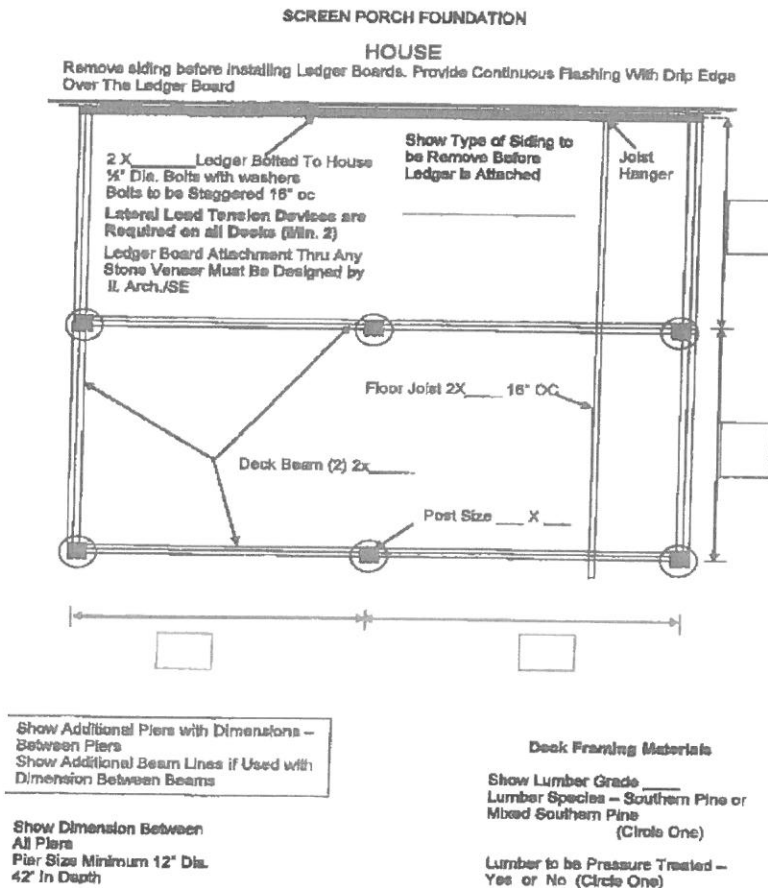 SCREEN PORCH FOUNDATION
HOUSE
Remove siding before installing Ledger Boards. Provide Continuous Flashing With Drip Edge
Over The Ledger Board
2 X______Ledger Bolted To House
½" Dia. Bolts with washers
Bolts to be Staggered 16" oc
Lateral Load Tension Devices are
Required on all Decks (Min. 2)
Ledger Board Attachment Thru Any
Stone Veneer Must Be Designed by
IL Arch./SE
Show Type of Siding to
be Remove Before
Ledger is Attached
Joist
Hanger
Floor Joist 2X____ 16" OC
Deck Beam (2) 2x_____
Post Size ___ X ___
Show Additional Piers with Dimensions –
Between Piers
Show Additional Beam Lines if Used with
Dimension Between Beams
Show Dimension Between
All Piers
Pier Size Minimum 12" Dia.
42" In Depth
Deck Framing Materials
Show Lumber Grade ____
Lumber Species – Southern Pine or
Mixed Southern Pine
(Circle One)
Lumber to be Pressure Treated –
Yes or No (Circle One)